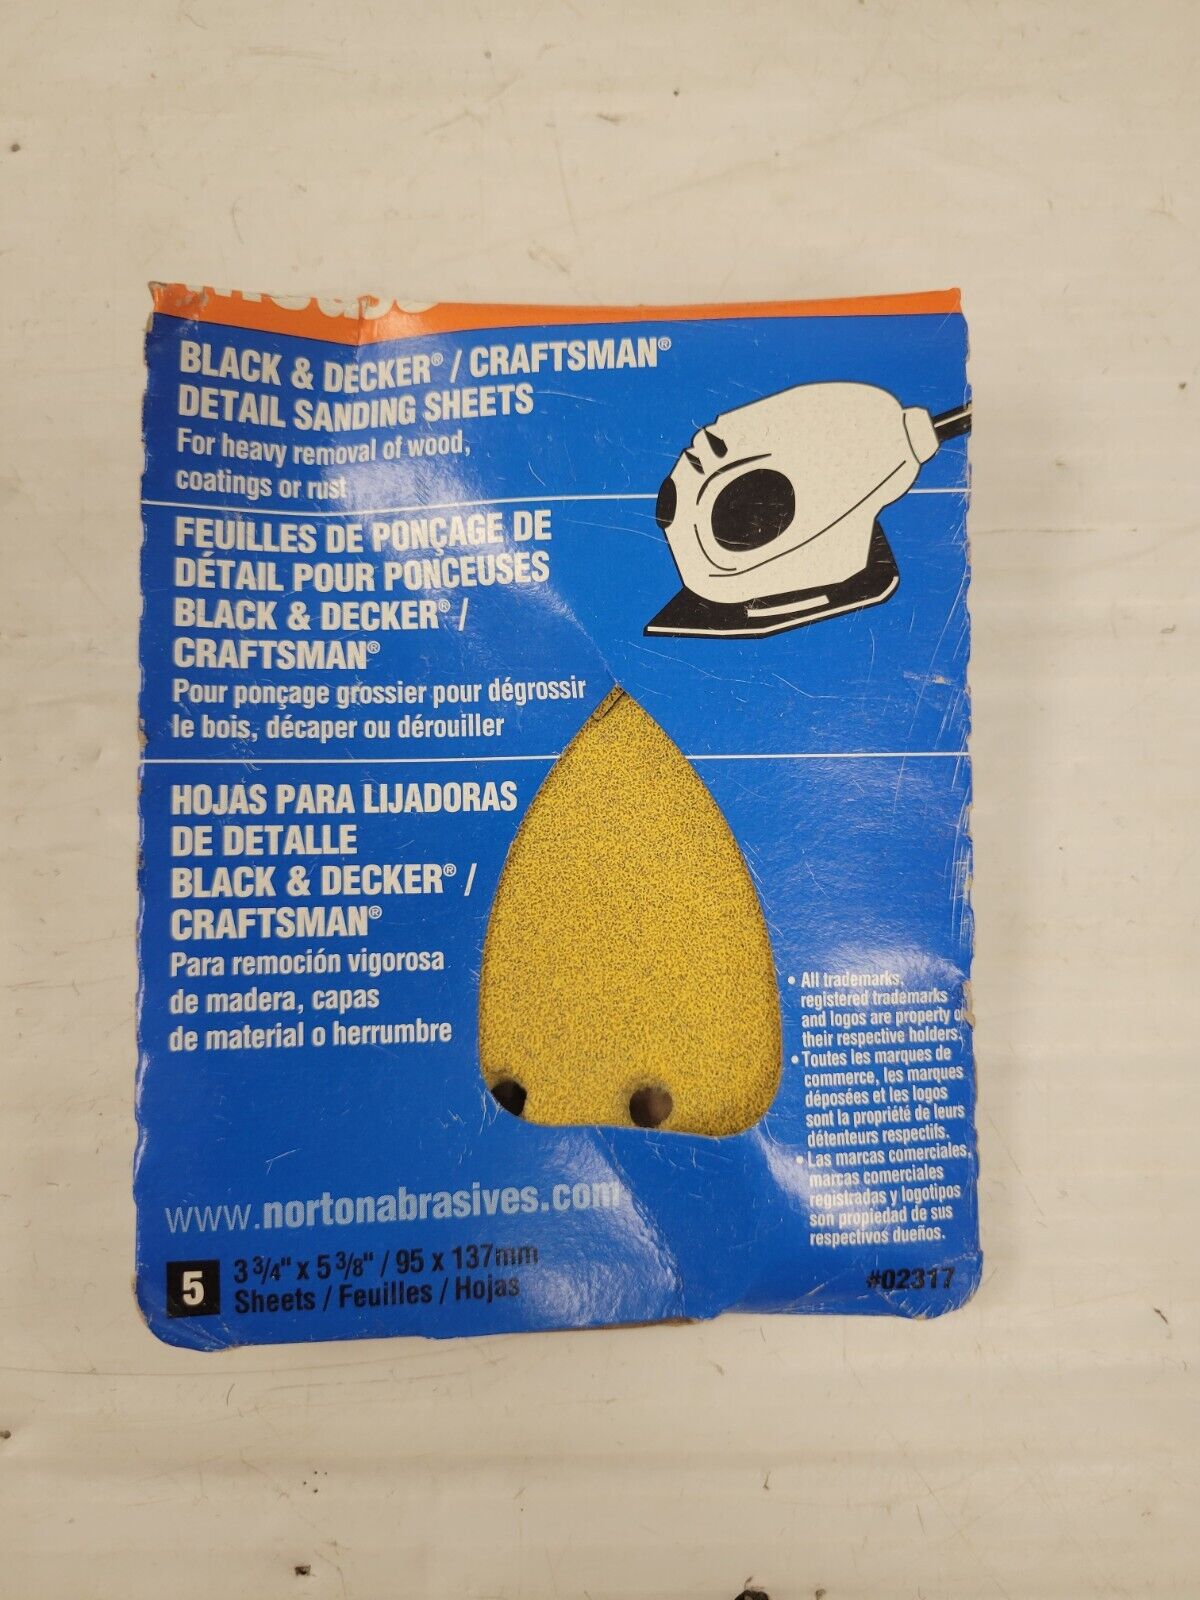 BLACK & DECKER® / CRAFTSMAN®
DETAIL SANDING SHEETS
For heavy removal of wood,
coatings or rust
FEUILLES DE PONÇAGE DE
DÉTAIL POUR PONCEUSES
BLACK & DECKER® /
CRAFTSMAN®
Pour ponçage grossier pour dégrossir
le bois, décaper ou dérouiller
HOJAS PARA LIJADORAS
DE DETALLE
BLACK & DECKER® /
CRAFTSMAN®
Para remoción vigorosa
de madera, capas
de material o herrumbre
• All trademarks,
registered trademarks
and logos are property of
their respective holders.
• Toutes les marques de
commerce, les marques
déposées et les logos
sont la propriété de leurs
détenteurs respectifs.
• Las marcas comerciales,
marcas comerciales
registradas y logotipos
son propiedad de sus
respectivos dueños.
www.nortonabrasives.com
5
3 3/4" x 5 3/8" / 95 x 137mm
Sheets / Feuilles / Hojas
#02317